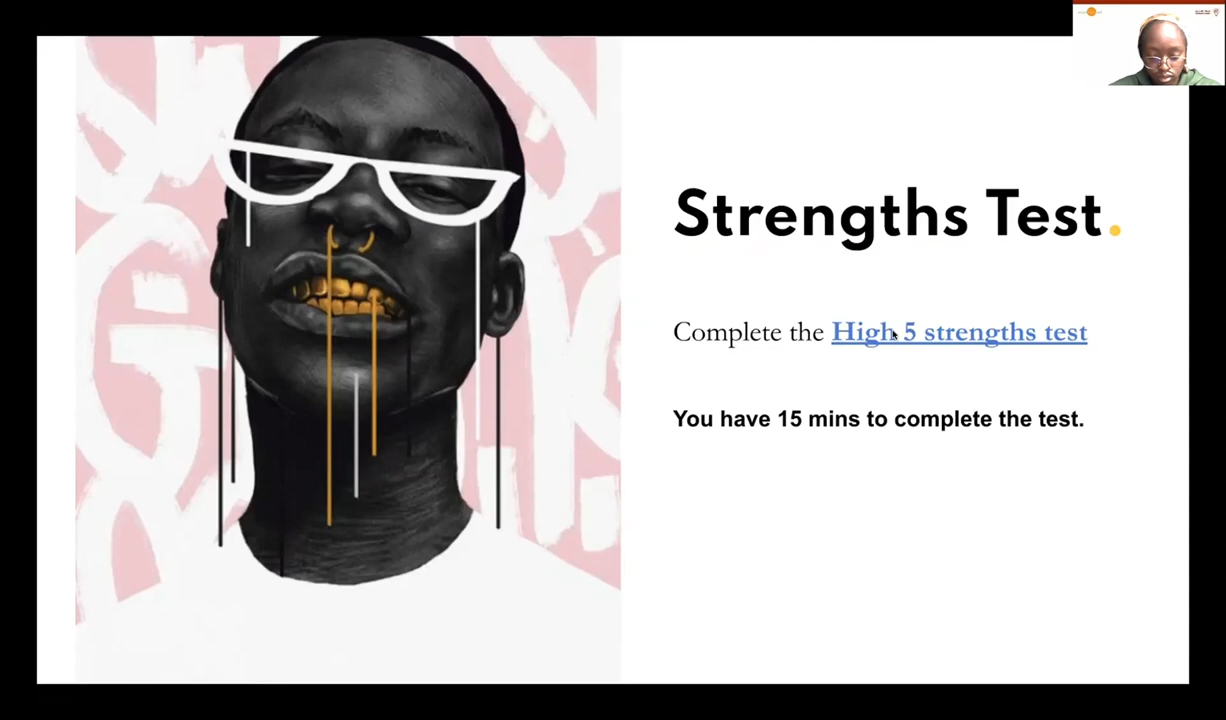 Strengths Test.
Complete the High 5 strengths test
You have 15 mins to complete the test.